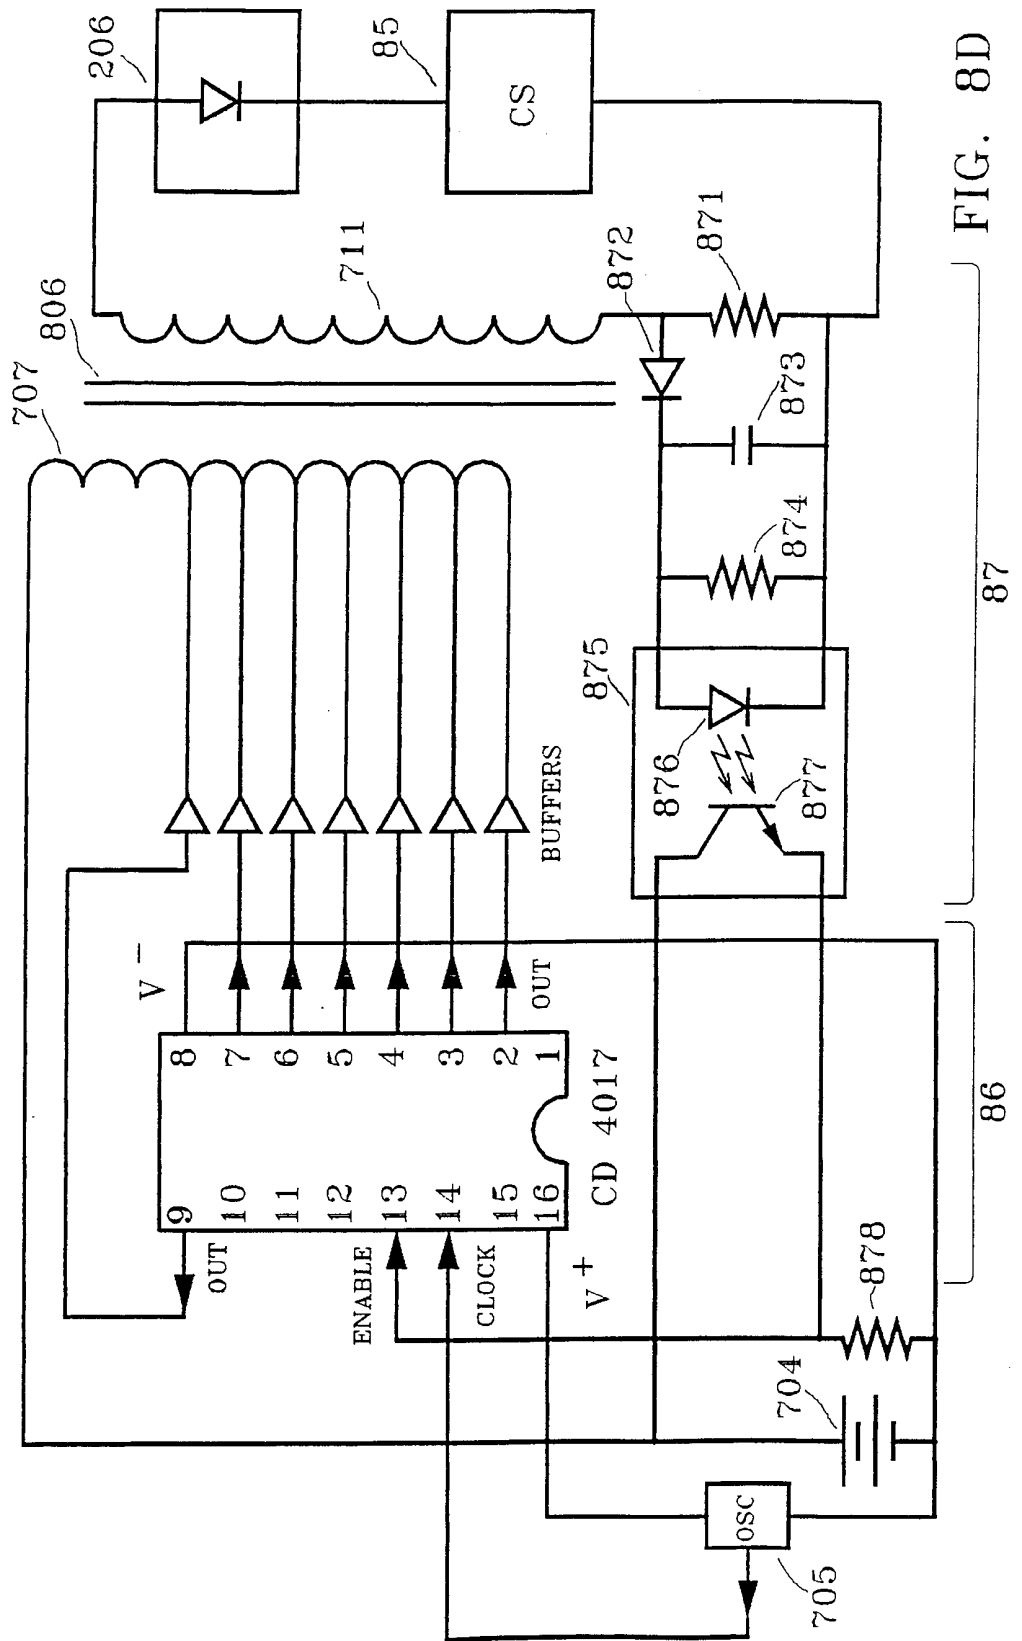 707
806
206
V −
9 8
OUT
10 7
11 6
12 5
711
ENABLE
13 4
85
14 3
CLOCK
15 2
CS
OUT
16 1
BUFFERS
V +
CD 4017
875
872
876
871
OSC
704
873
874
877
705
878
86
87
FIG. 8D